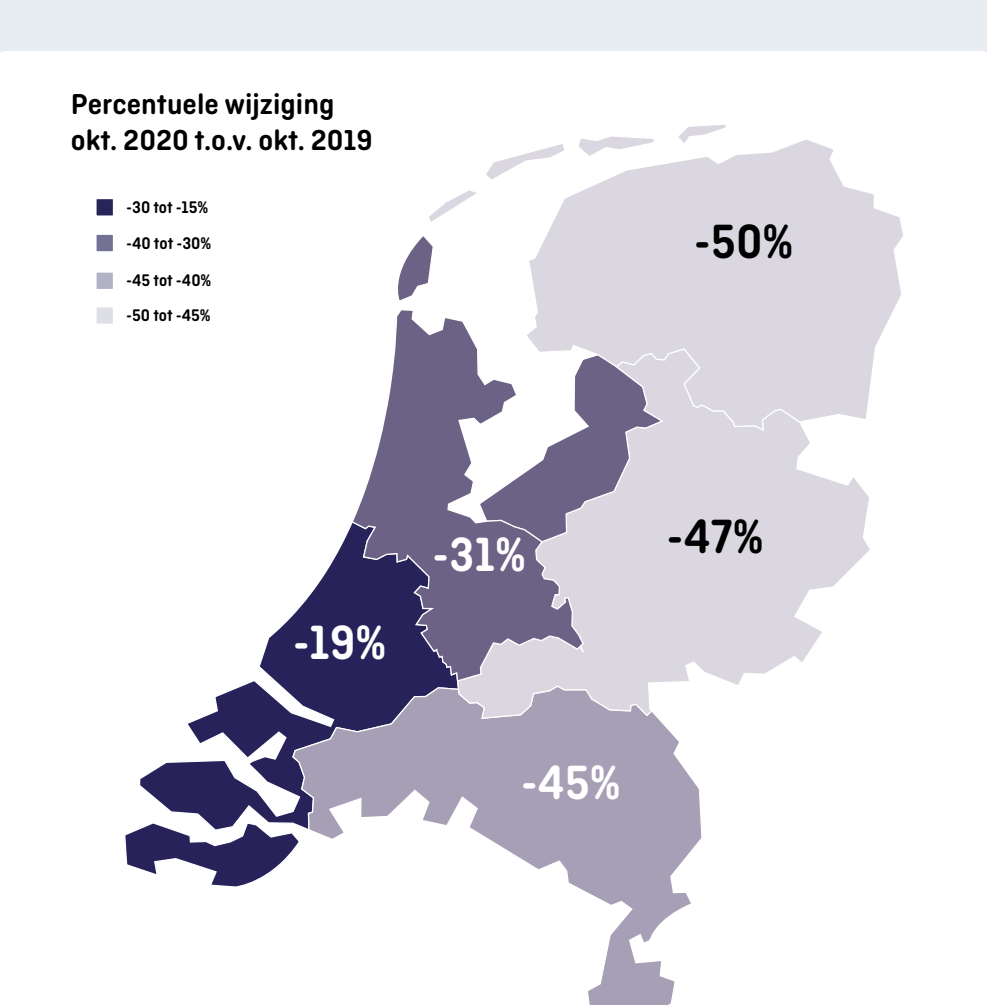 Percentuele wijziging
okt. 2020 t.o.v. okt. 2019
-30 tot -15%
-40 tot -30%
-45 tot -40%
-50 tot -45%
-50%
-47%
-31%
-19%
-45%